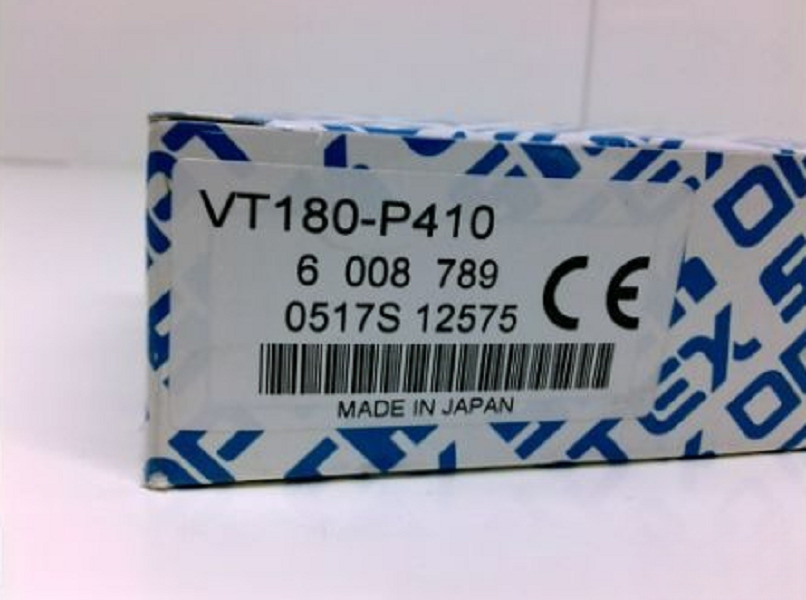 VT180-P410
6 008 789
0517S 12575
CE
MADE IN JAPAN